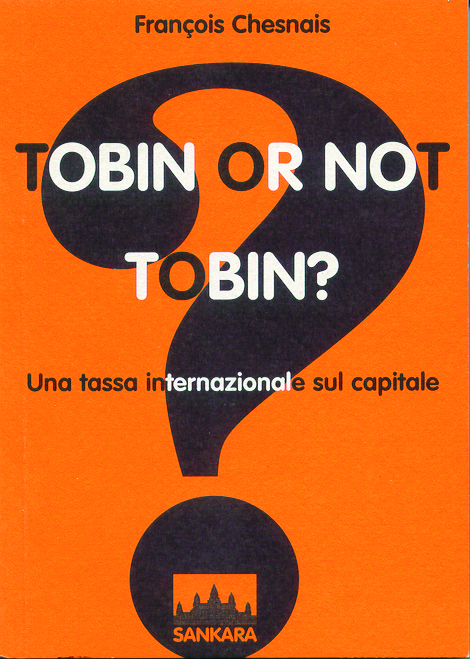 François Chesnais
TOBIN OR NOT
TOBIN?
Una tassa internazionale sul capitale
SANKARA